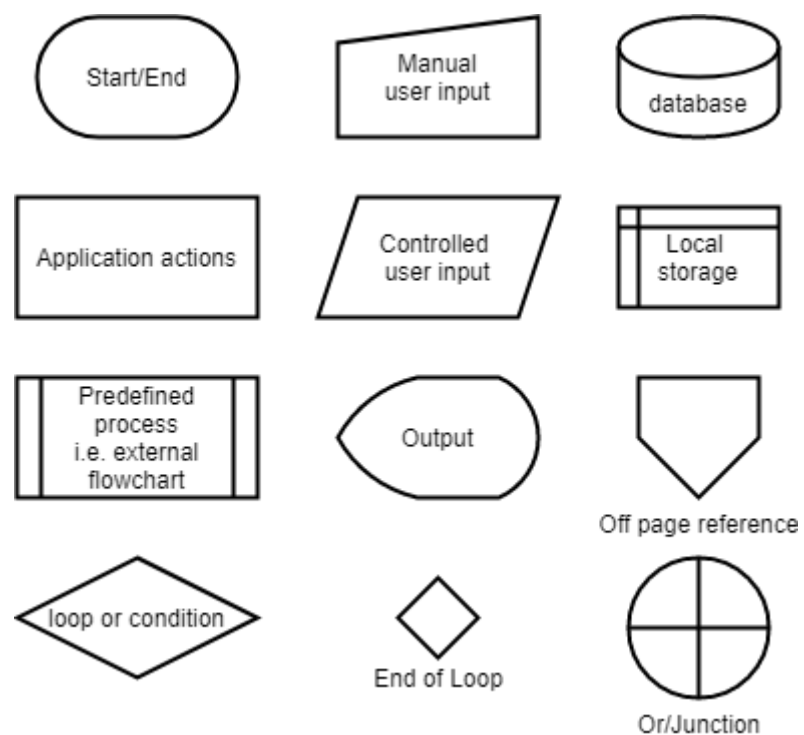 Start/End
Manual
user input
database
Application actions
Controlled
user input
Local
storage
Predefined
process
i.e. external
flowchart
Output
Off page reference
loop or condition
End of Loop
Or/Junction